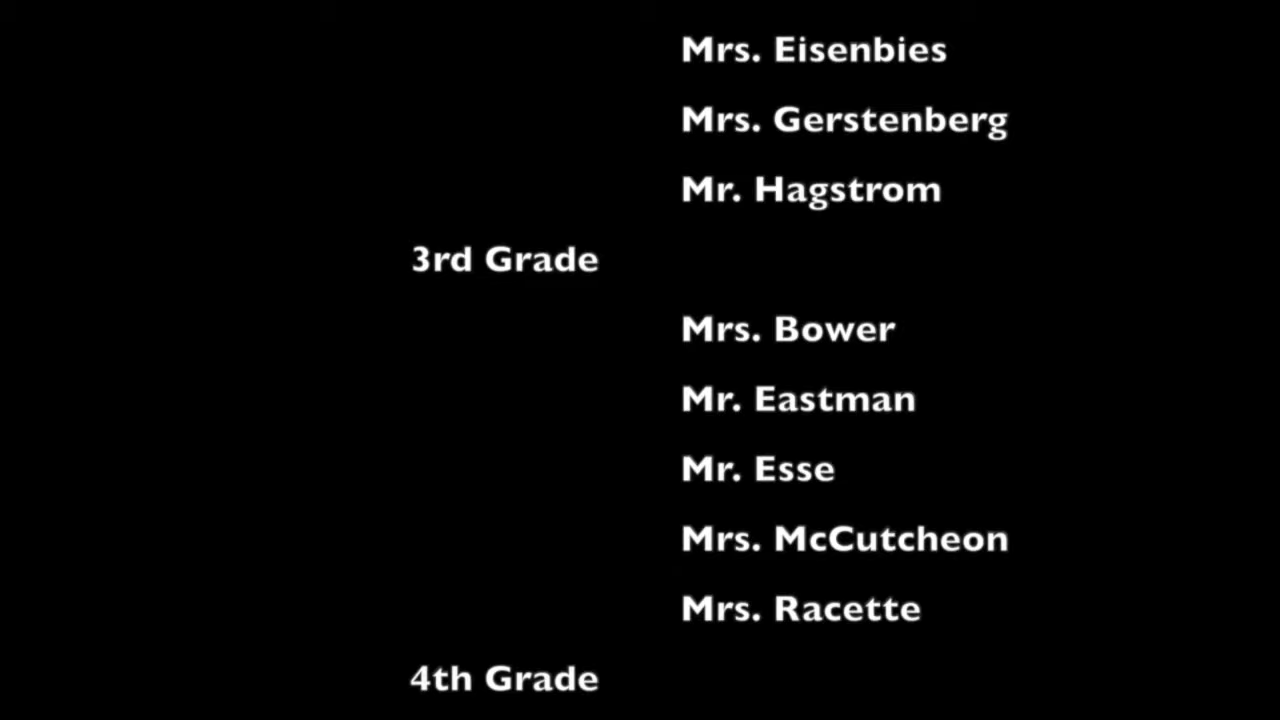 Mrs. Eisenbies
Mrs. Gerstenberg
Mr. Hagstrom
3rd Grade
Mrs. Bower
Mr. Eastman
Mr. Esse
Mrs. McCutcheon
Mrs. Racette
4th Grade